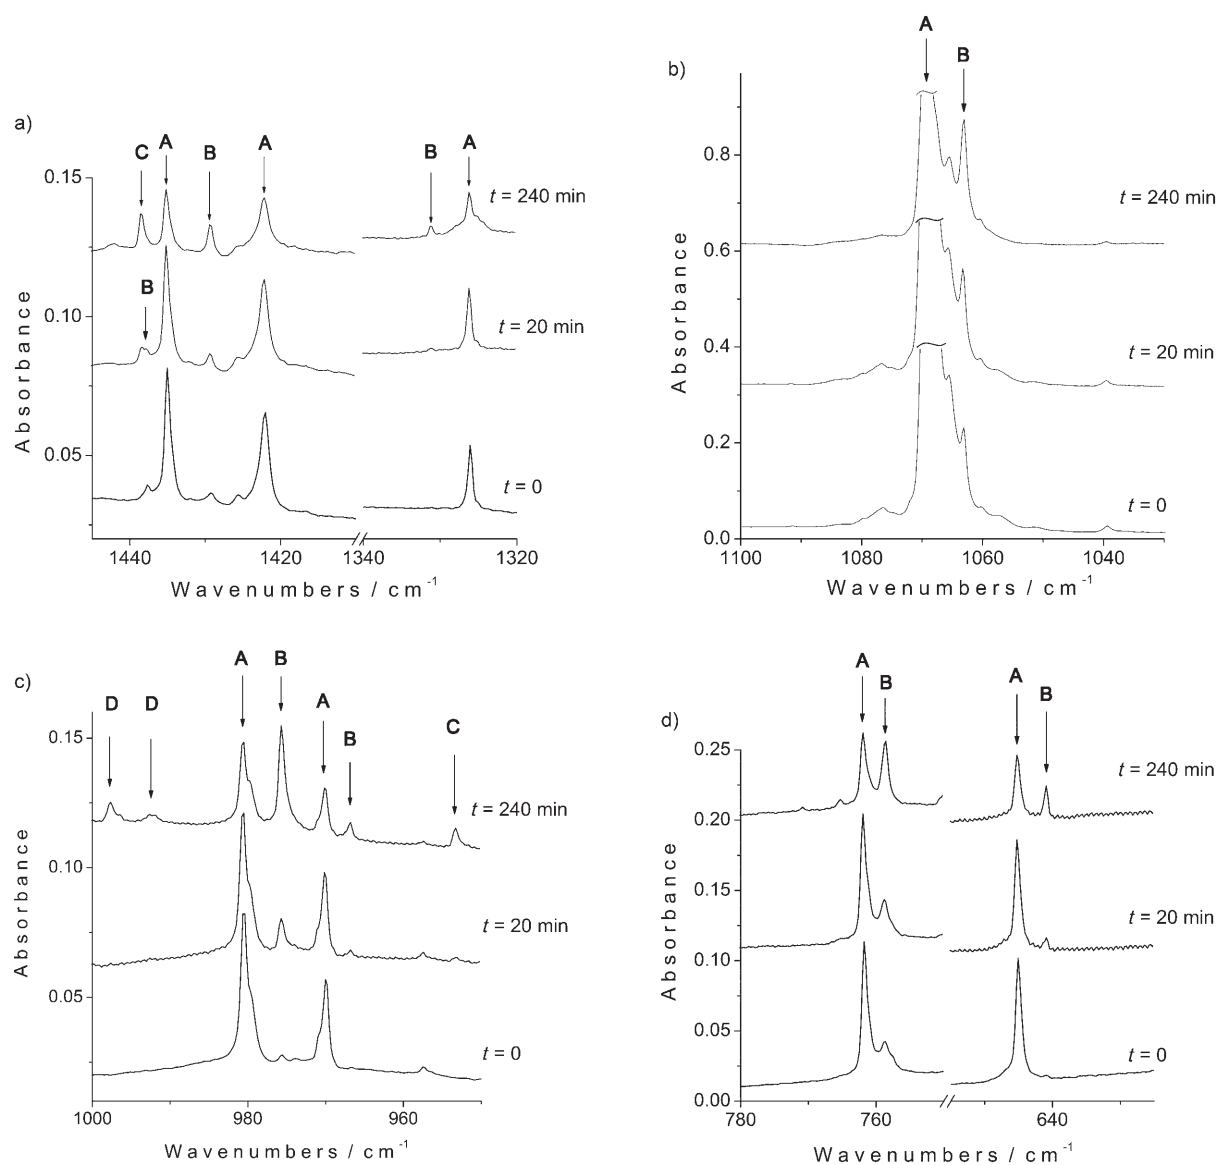 a)
C A B A B A
0.15
t = 240 min
B
0.10
t = 20 min
0.05
t = 0
Absorbance
1440 1420 1340 1320
Wavenumbers / cm-1
b)
A
B
0.8
t = 240 min
0.6
0.4
t = 20 min
0.2
t = 0
0.0
Absorbance
1100 1080 1060 1040
Wavenumbers / cm-1
c)
D D A B A B C
0.15
t = 240 min
0.10
t = 20 min
0.05
t = 0
Absorbance
1000 980 960
Wavenumbers / cm-1
d)
A B A B
0.25
t = 240 min
0.20
0.15
t = 20 min
0.10
0.05
t = 0
0.00
Absorbance
780 760 640
Wavenumbers / cm-1